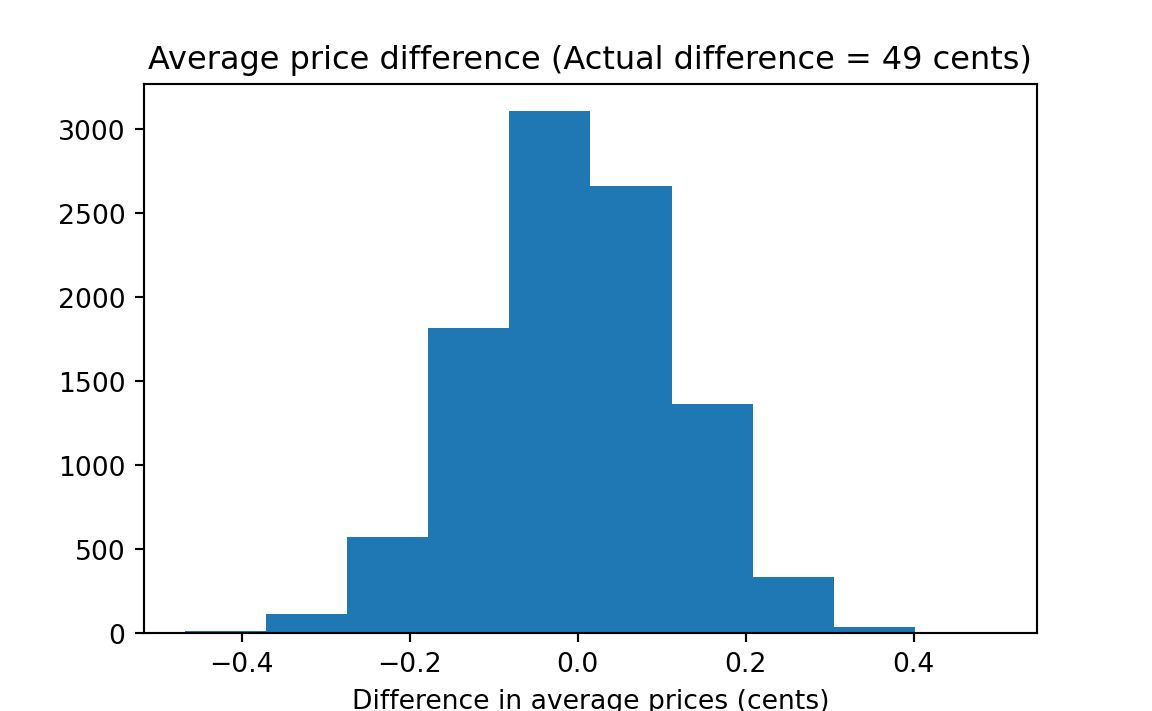 Average price difference (Actual difference = 49 cents)
3000
2500
2000
1500
1000
500
0
−0.4 −0.2 0.0 0.2 0.4
Difference in average prices (cents)